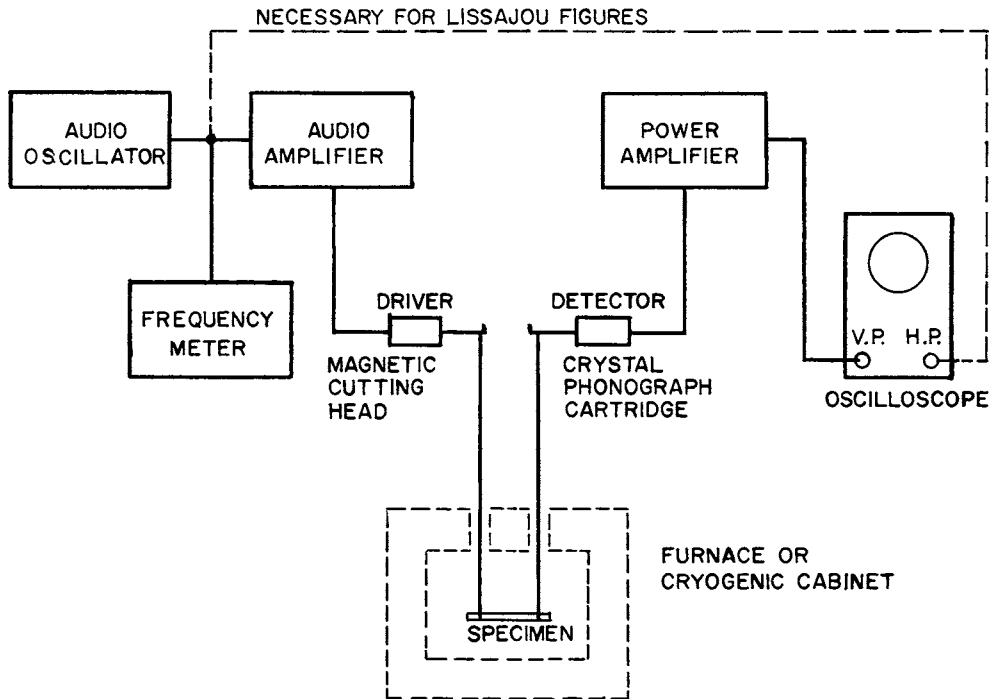 NECESSARY FOR LISSAJOU FIGURES
AUDIO
OSCILLATOR
AUDIO
AMPLIFIER
POWER
AMPLIFIER
FREQUENCY
METER
DRIVER
MAGNETIC
CUTTING
HEAD
DETECTOR
CRYSTAL
PHONOGRAPH
CARTRIDGE
V.P. H.P.
OSCILLOSCOPE
FURNACE OR
CRYOGENIC CABINET
SPECIMEN